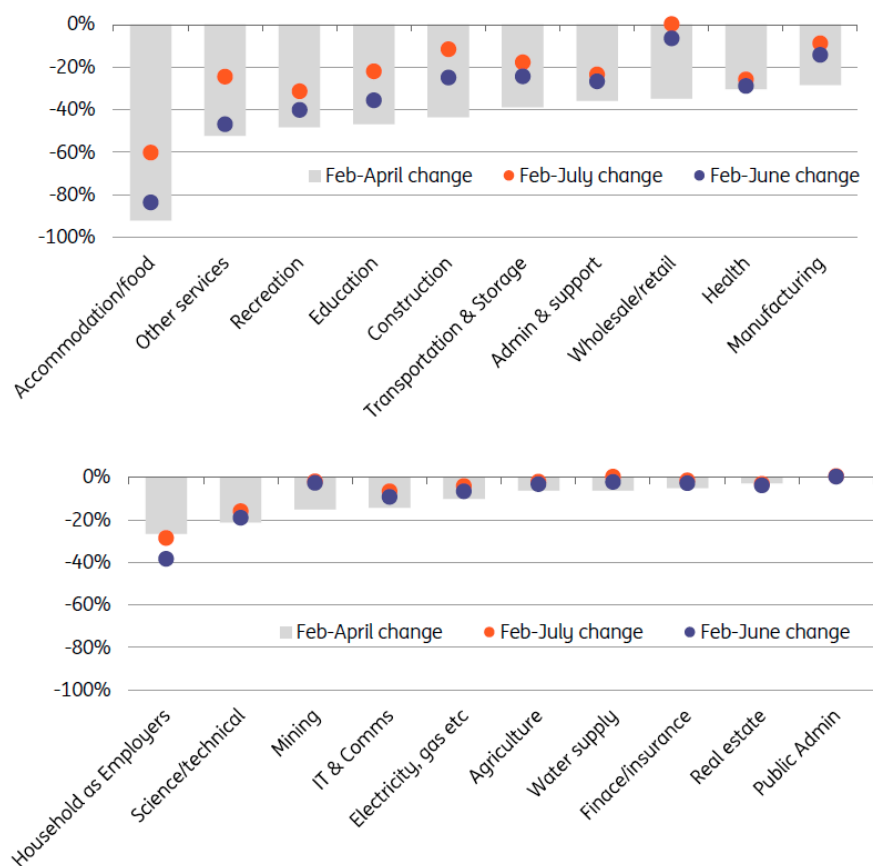 0%
-20%
-40%
-60%
-80%
-100%
Feb-April change Feb-July change Feb-June change
Accommodation/food
Other services
Recreation
Education
Construction
Transportation & Storage
Admin & support
Wholesale/retail
Health
Manufacturing
0%
-20%
-40%
-60%
-80%
-100%
Feb-April change Feb-July change Feb-June change
Household as Employers
Science/technical
Mining
IT & Comms
Electricity, gas etc
Agriculture
Water supply
Finace/insurance
Real estate
Public Admin